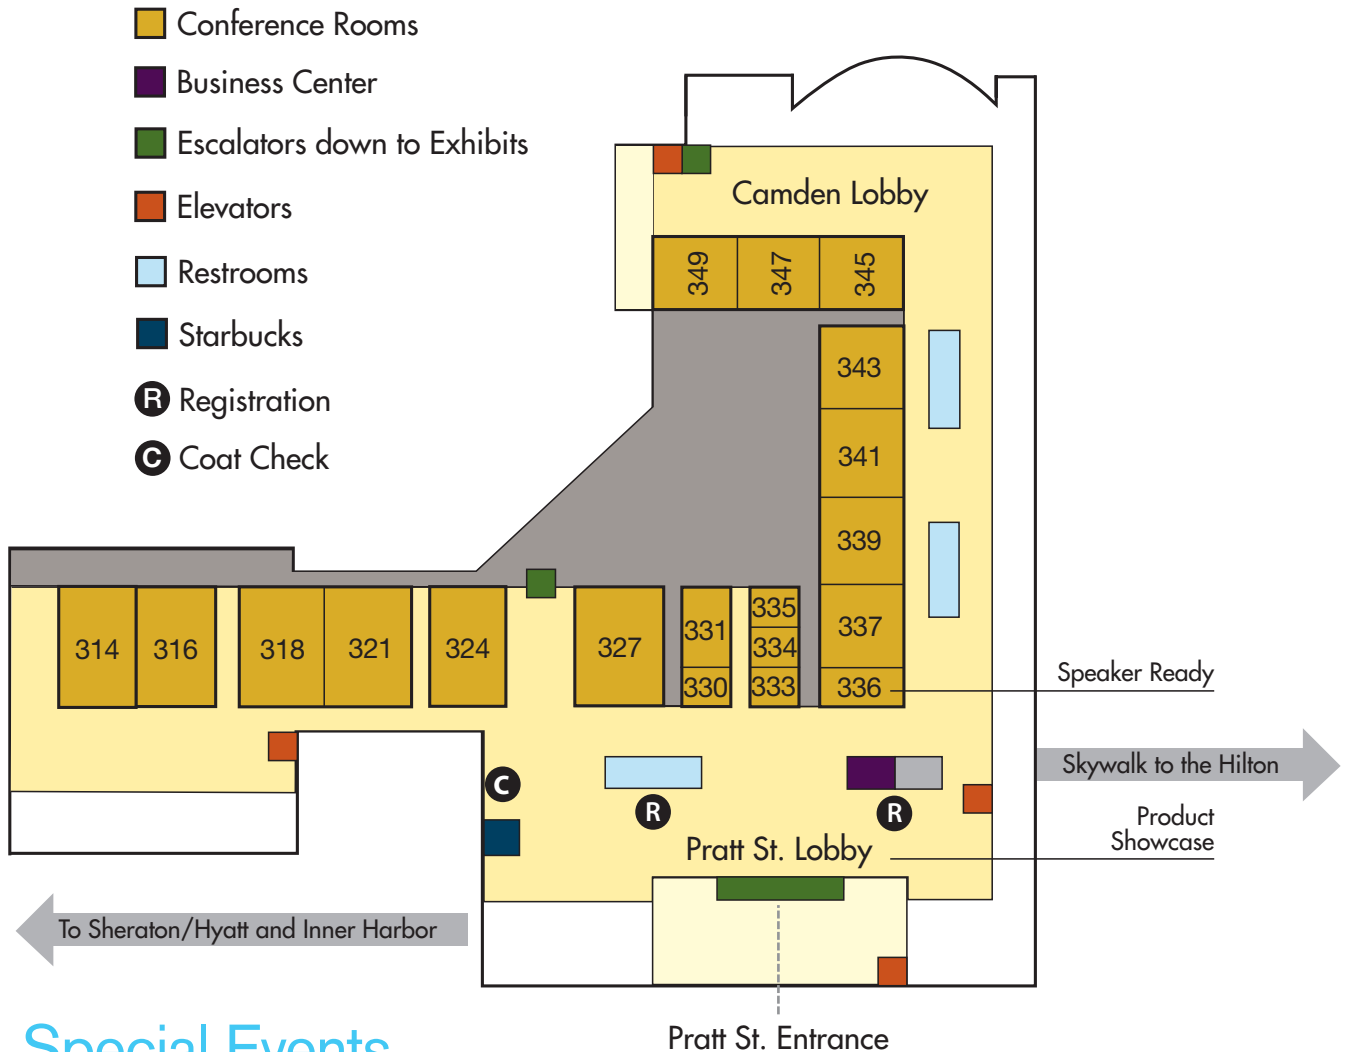 Conference Rooms
Business Center
Escalators down to Exhibits
Elevators
Restrooms
Starbucks
R Registration
C Coat Check
Camden Lobby
349
347
345
343
341
339
337
336
335
334
333
331
330
327
324
321
318
316
314
Speaker Ready
Skywalk to the Hilton
C
R
R
Product
Showcase
Pratt St. Lobby
To Sheraton/Hyatt and Inner Harbor
Pratt St. Entrance
Special Events